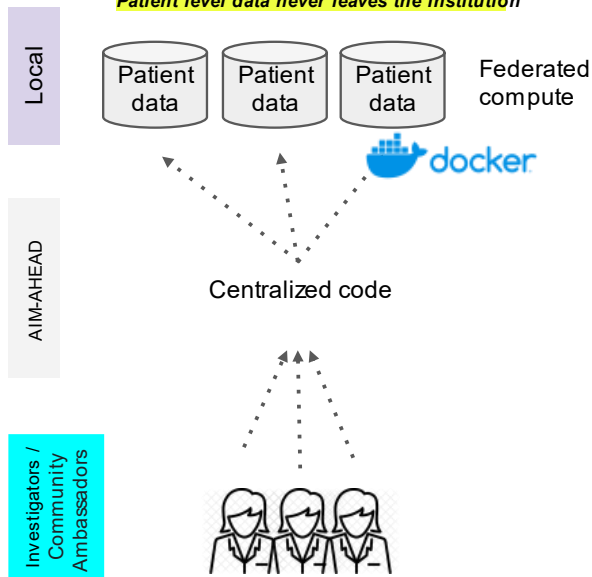 Patient level data never leaves the institution
Local
Patient
data
Patient
data
Patient
data
Federated
compute
docker
AIM-AHEAD
Centralized code
Investigators /
Community
Ambassadors